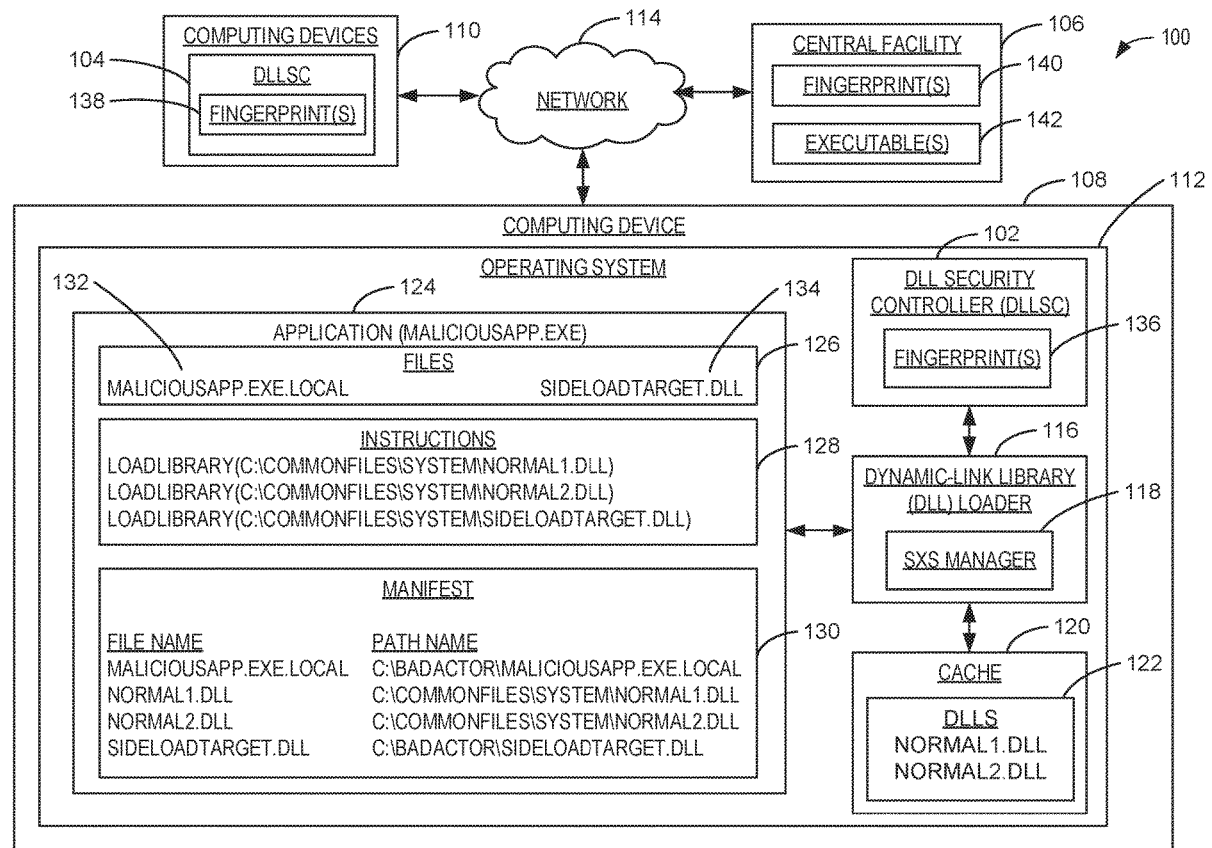 COMPUTING DEVICES
110
104
DLLSC
138
FINGERPRINT(S)
114
NETWORK
CENTRAL FACILITY
106
FINGERPRINT(S)
140
EXECUTABLE(S)
142
100
108
112
COMPUTING DEVICE
OPERATING SYSTEM
132
124
134
APPLICATION (MALICIOUSAPP.EXE)
FILES
126
MALICIOUSAPP.EXE.LOCAL SIDELOADTARGET.DLL
INSTRUCTIONS
128
LOADLIBRARY(C:\COMMONFILES\SYSTEM\NORMAL1.DLL)
LOADLIBRARY(C:\COMMONFILES\SYSTEM\NORMAL2.DLL)
LOADLIBRARY(C:\COMMONFILES\SYSTEM\SIDELOADTARGET.DLL)
MANIFEST
130
FILE NAME PATH NAME
MALICIOUSAPP.EXE.LOCAL C:\BADACTOR\MALICIOUSAPP.EXE.LOCAL
NORMAL1.DLL C:\COMMONFILES\SYSTEM\NORMAL1.DLL
NORMAL2.DLL C:\COMMONFILES\SYSTEM\NORMAL2.DLL
SIDELOADTARGET.DLL C:\BADACTOR\SIDELOADTARGET.DLL
102
DLL SECURITY
CONTROLLER (DLLSC)
136
FINGERPRINT(S)
116
DYNAMIC-LINK LIBRARY
(DLL) LOADER
118
SXS MANAGER
120
CACHE
122
DLLS
NORMAL1.DLL
NORMAL2.DLL